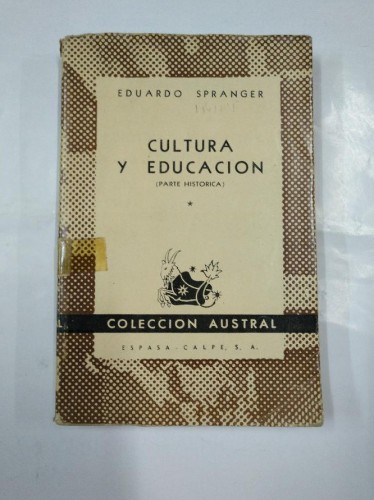 EDUARDO SPRANGER
CULTURA
Y EDUCACION
(PARTE HISTORICA)
*
COLECCION AUSTRAL
ESPASA-CALPE, S. A.